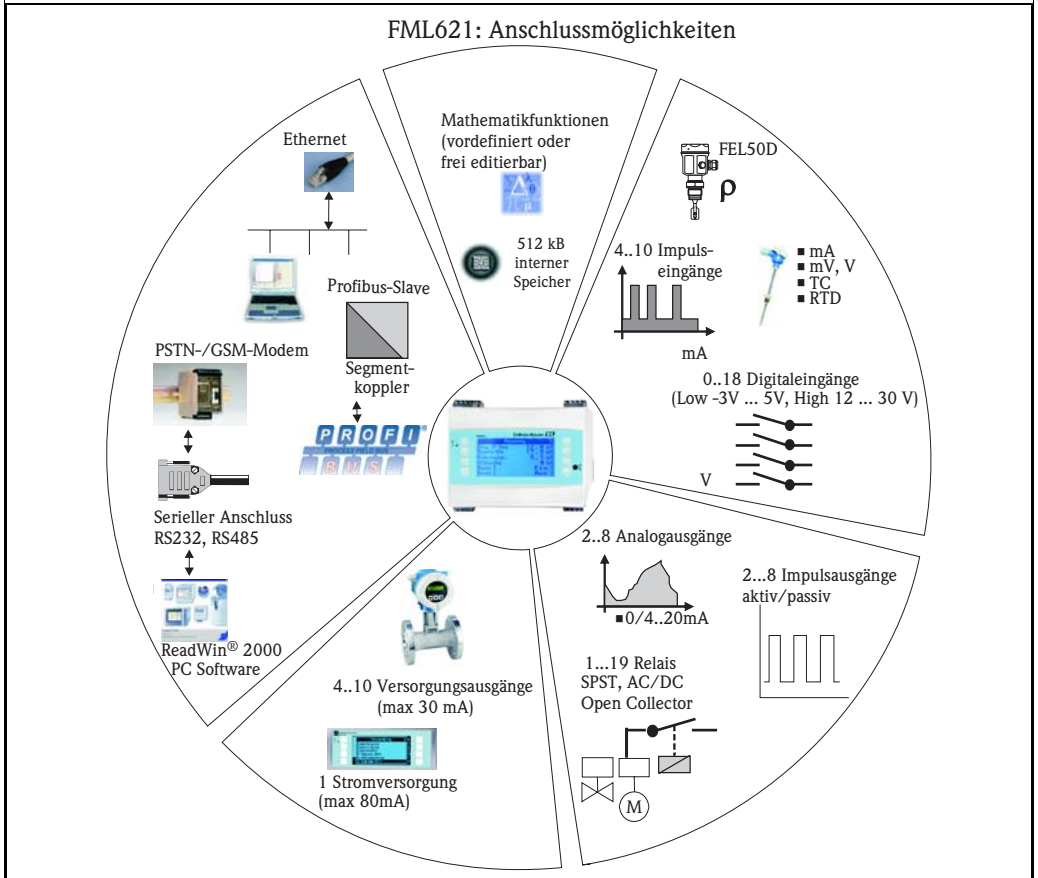 FML621: Anschlussmöglichkeiten
Mathematikfunktionen
(vordefiniert oder
frei editierbar)
512 kB
interner
Speicher
Ethernet
Profibus-Slave
Segment-
koppler
PROFI
PROCESS FIELD BUS
BUS
PSTN-/GSM-Modem
Serieller Anschluss
RS232, RS485
ReadWin® 2000
PC Software
FEL50D
ρ
4..10 Impuls-
eingänge
mA
■ mA
■ mV, V
■ TC
■ RTD
0..18 Digitaleingänge
(Low -3V ... 5V, High 12 ... 30 V)
V
2..8 Analogausgänge
■ 0/4..20mA
2...8 Impulsausgänge
aktiv/passiv
1...19 Relais
SPST, AC/DC
Open Collector
M
4..10 Versorgungsausgänge
(max 30 mA)
1 Stromversorgung
(max 80mA)